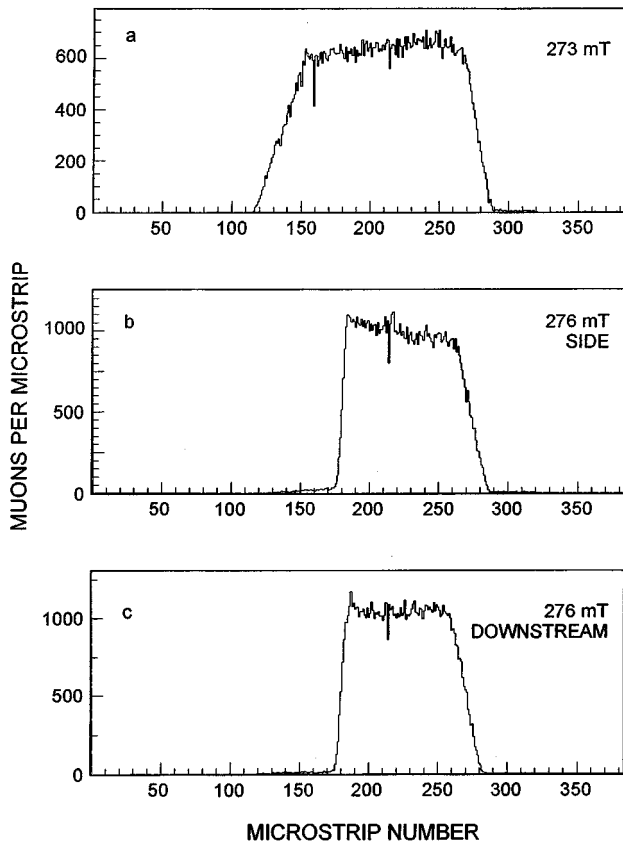 a
273 mT
600
400
200
0
50 100 150 200 250 300 350
b
276 mT
SIDE
1000
500
0
50 100 150 200 250 300 350
c
276 mT
DOWNSTREAM
1000
500
0
50 100 150 200 250 300 350
MUONS PER MICROSTRIP
MICROSTRIP NUMBER